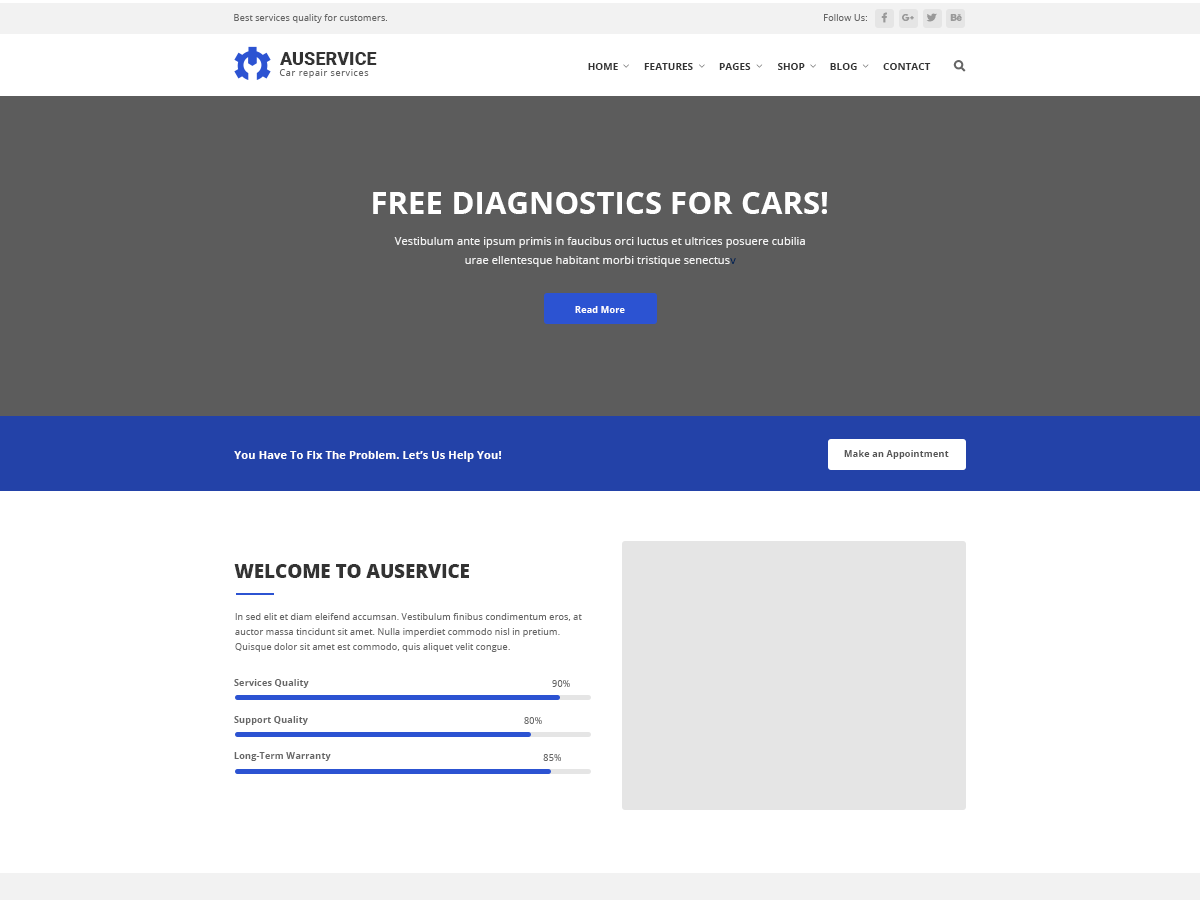 Best services quality for customers.
Follow Us:
AUSERVICE
Car repair services
HOME FEATURES PAGES SHOP BLOG CONTACT
FREE DIAGNOSTICS FOR CARS!
Vestibulum ante ipsum primis in faucibus orci luctus et ultrices posuere cubilia
urae ellentesque habitant morbi tristique senectusv
Read More
You Have To Fix The Problem. Let's Us Help You!
Make an Appointment
WELCOME TO AUSERVICE
In sed elit et diam eleifend accumsan. Vestibulum finibus condimentum eros, at
auctor massa tincidunt sit amet. Nulla imperdiet commodo nisl in pretium.
Quisque dolor sit amet est commodo, quis aliquet velit congue.
Services Quality 90%
Support Quality 80%
Long-Term Warranty 85%